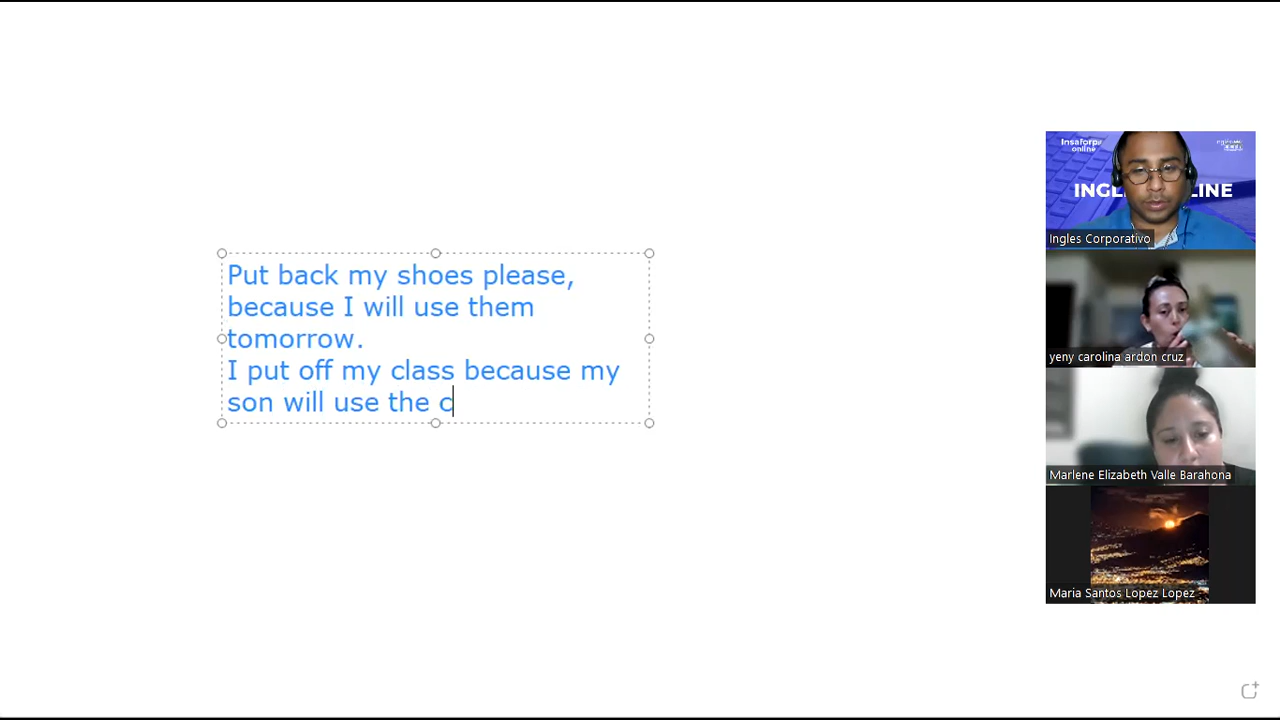 Put back my shoes please,
because I will use them
tomorrow.
I put off my class because my
son will use the c
Insaforp
online
INGL
LINE
Ingles Corporativo
yeny carolina ardon cruz
Marlene Elizabeth Valle Barahona
Maria Santos Lopez Lopez